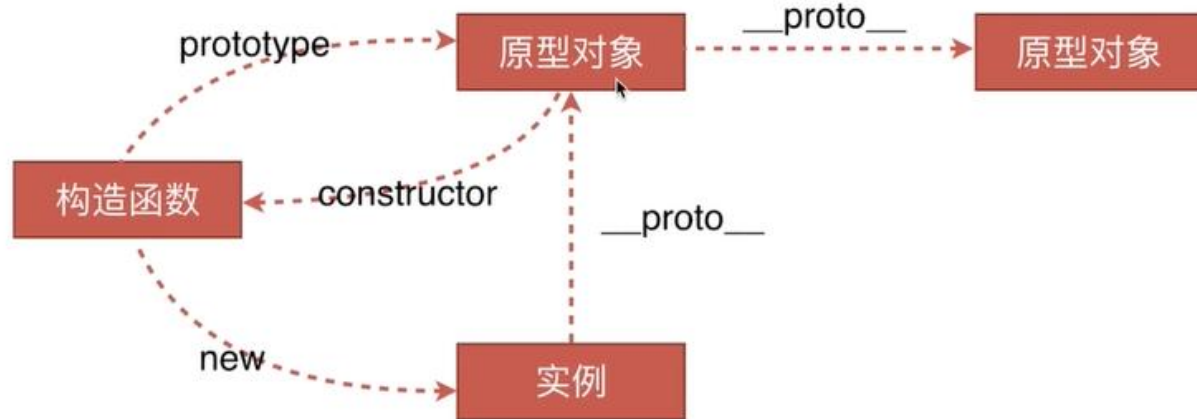 prototype
原型对象
__proto__
原型对象
构造函数
constructor
__proto__
new
实例